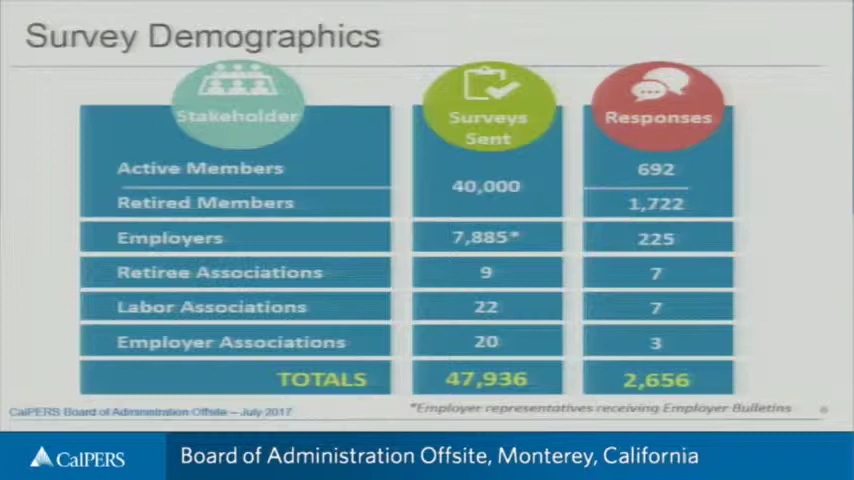 Survey Demographics
Stakeholder
Surveys Sent
Responses
Active Members
692
40,000
Retired Members
1,722
Employers 7,885* 225
Retiree Associations 9 7
Labor Associations 22 7
Employer Associations 20 3
TOTALS 47,936 2,656
CalPERS Board of Administration Offsite – July 2017
*Employer representatives receiving Employer Bulletins
CalPERS
Board of Administration Offsite, Monterey, California